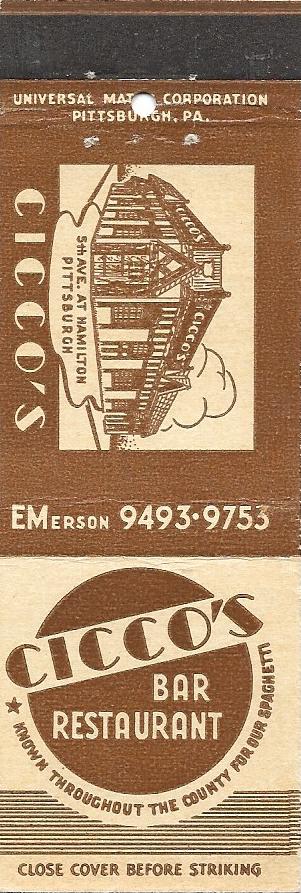 UNIVERSAL MATCH CORPORATION
PITTSBURGH, PA.
CICCO'S
CICCO'S
CICCO'S
5TH AVE. AT HAMILTON
PITTSBURGH
EMERSON 9493·9753
CICCO'S
BAR
RESTAURANT
★ KNOWN THROUGHOUT THE COUNTY FOR OUR SPAGHETTI
CLOSE COVER BEFORE STRIKING